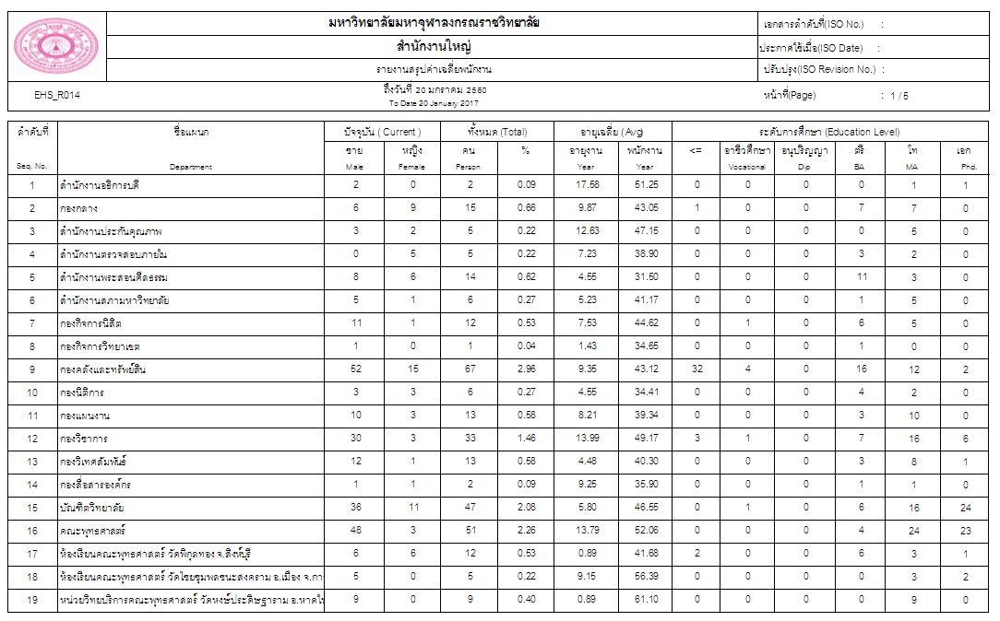 มหาวิทยาลัยมหาจุฬาลงกรณราชวิทยาลัย เอกสารลำดับที่(ISO No.) :
สำนักงานใหญ่ ประกาศใช้เมื่อ(ISO Date) :
รายงานสรุปค่าเฉลี่ยพนักงาน ปรับปรุง(ISO Revision No.) :
EHS_R014 ถึงวันที่ 20 มกราคม 2560 หน้าที่(Page) : 1 / 5
To Date 20 January 2017
ลำดับที่ ชื่อแผนก ปัจจุบัน ( Current ) ทั้งหมด (Total) อายุเฉลี่ย ( Avg) ระดับการศึกษา (Education Level)
ชาย หญิง คน % อายุงาน พนักงาน <= อาชีวศึกษา อนุปริญญา ตรี โท เอก
Seq. No. Department Male Female Person Year Year Vocational Dip BA MA Phd.
1 สำนักงานอธิการบดี 2 0 2 0.09 17.58 51.25 0 0 0 0 1 1
2 กองกลาง 6 9 15 0.66 9.87 43.05 1 0 0 7 7 0
3 สำนักงานประกันคุณภาพ 3 2 5 0.22 12.63 47.15 0 0 0 0 5 0
4 สำนักงานตรวจสอบภายใน 0 5 5 0.22 7.23 38.90 0 0 0 3 2 0
5 สำนักงานพระสอนศีลธรรม 8 6 14 0.62 4.55 31.50 0 0 0 11 3 0
6 สำนักงานสภามหาวิทยาลัย 5 1 6 0.27 5.23 41.17 0 0 0 1 5 0
7 กองกิจการนิสิต 11 1 12 0.53 7.53 44.62 0 1 0 6 5 0
8 กองกิจการวิทยาเขต 1 0 1 0.04 1.43 34.65 0 0 0 1 0 0
9 กองคลังและทรัพย์สิน 52 15 67 2.96 9.35 43.12 32 4 0 16 12 2
10 กองนิติการ 3 3 6 0.27 4.55 34.41 0 0 0 4 2 0
11 กองแผนงาน 10 3 13 0.58 8.21 39.34 0 0 0 3 10 0
12 กองวิชาการ 30 3 33 1.46 13.99 49.17 3 1 0 7 16 6
13 กองวิเทศสัมพันธ์ 12 1 13 0.58 4.48 40.30 0 0 0 3 8 1
14 กองสื่อสารองค์กร 1 1 2 0.09 9.25 35.90 0 0 0 1 1 0
15 บัณฑิตวิทยาลัย 36 11 47 2.08 5.80 46.55 0 1 0 6 16 24
16 คณะพุทธศาสตร์ 48 3 51 2.26 13.79 52.06 0 0 0 4 24 23
17 ห้องเรียนคณะพุทธศาสตร์ วัดพิกุลทอง จ.สิงห์บุรี 6 6 12 0.53 0.89 41.68 2 0 0 6 3 1
18 ห้องเรียนคณะพุทธศาสตร์ วัดไชยชุมพลชนะสงคราม อ.เมือง จ.กา 5 0 5 0.22 9.15 56.39 0 0 0 0 3 2
19 หน่วยวิทยบริการคณะพุทธศาสตร์ วัดหงษ์ประดิษฐาราม อ.หาดให 9 0 9 0.40 0.89 61.10 0 0 0 0 9 0